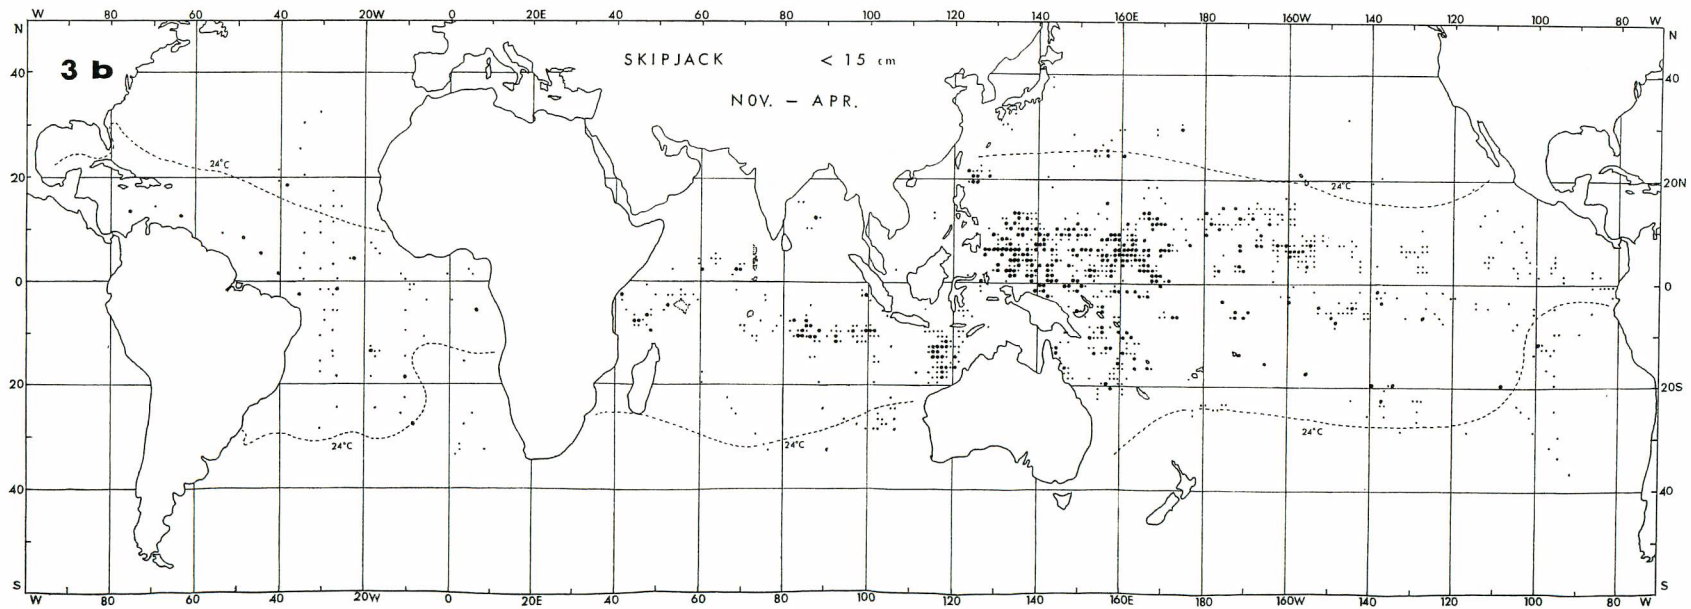 W 80 60 40 20W 0 20E 40 60 80 100 120 140 160E 180 160W 140 120 100 80 W
N N
3 b SKIPJACK < 15 cm
40 40
NOV. – APR.
24°C
20 24°C 20N
0 0
20 20S
24°C 24°C 24°C
40 40
S S
W 80 60 40 20W 0 20E 40 60 80 100 120 140 160E 180 160W 140 120 100 80 W